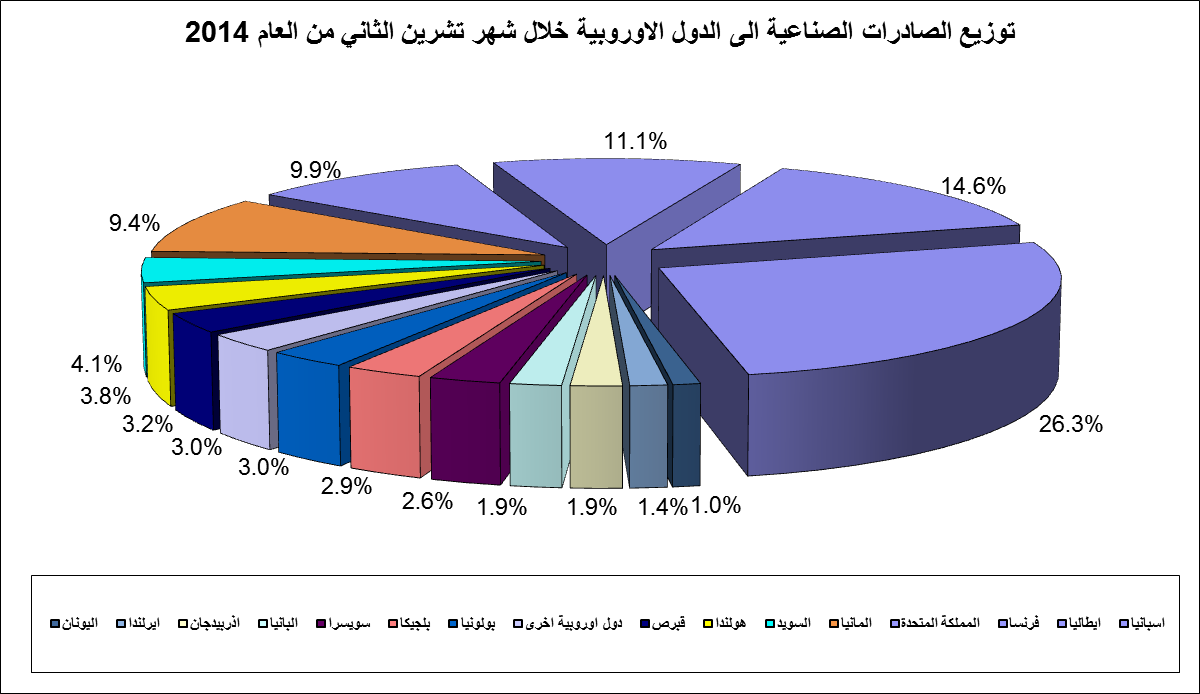 توزيع الصادرات الصناعية الى الدول الاوروبية خلال شهر تشرين الثاني من العام 2014
11.1%
9.9%
14.6%
9.4%
4.1%
3.8%
26.3%
3.2%
3.0%
3.0%
2.9%
2.6%
1.9%
1.9%
1.4%
1.0%
اسبانيا
ايطاليا
فرنسا
المملكة المتحدة
المانيا
السويد
هولندا
قبرص
دول اوروبية اخرى
بولونيا
بلجيكا
سويسرا
البانيا
اذربيدجان
ايرلندا
اليونان